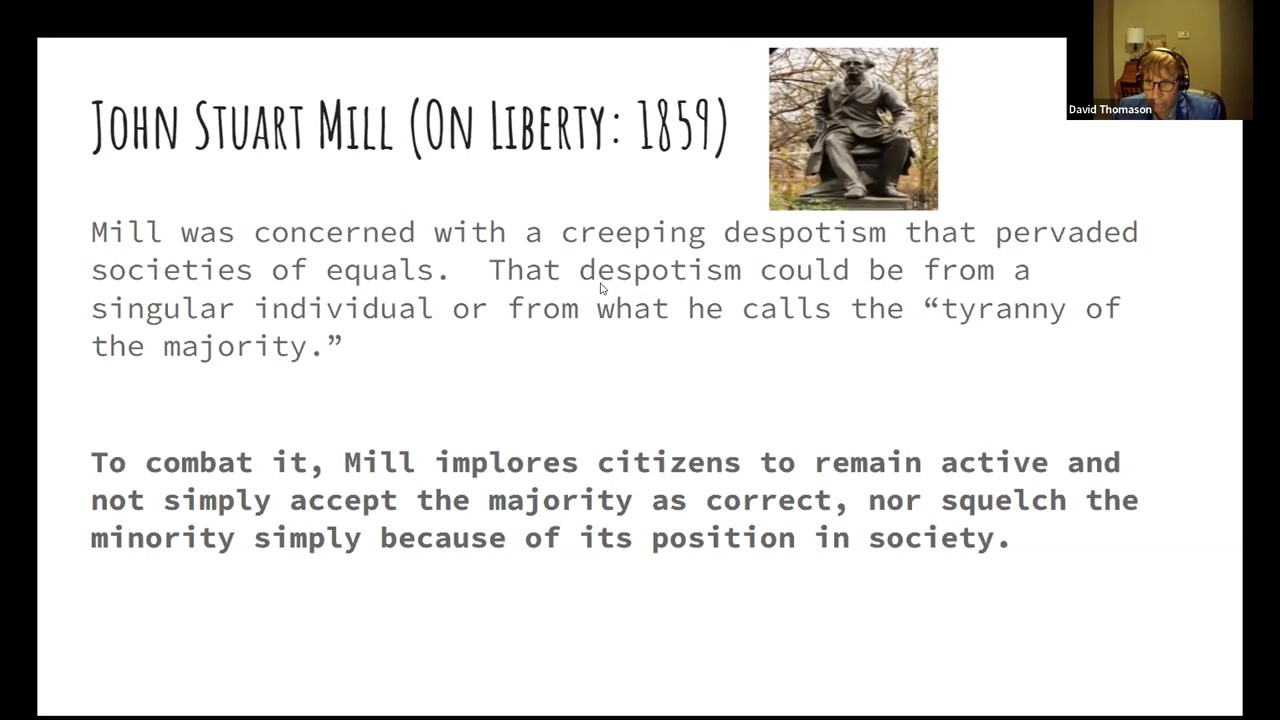 JOHN STUART MILL (ON LIBERTY: 1859)
David Thomason
Mill was concerned with a creeping despotism that pervaded
societies of equals.  That despotism could be from a
singular individual or from what he calls the “tyranny of
the majority.”
To combat it, Mill implores citizens to remain active and
not simply accept the majority as correct, nor squelch the
minority simply because of its position in society.